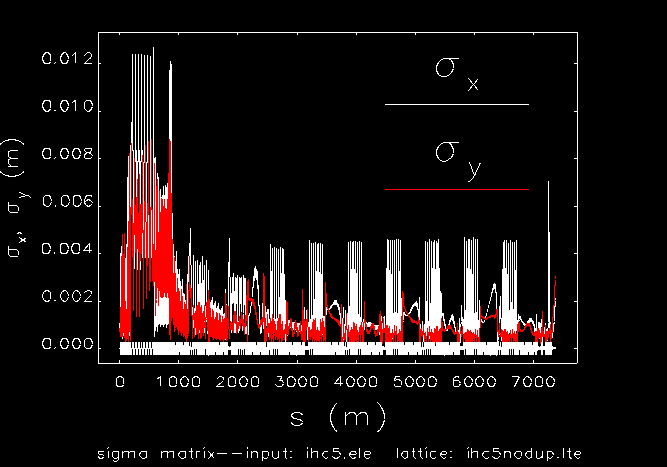 σx
σy
σx, σy (m)
0.012
0.010
0.008
0.006
0.004
0.002
0.000
0 1000 2000 3000 4000 5000 6000 7000
s (m)
sigma matrix--input: ihc5.ele lattice: ihc5nodup.lte